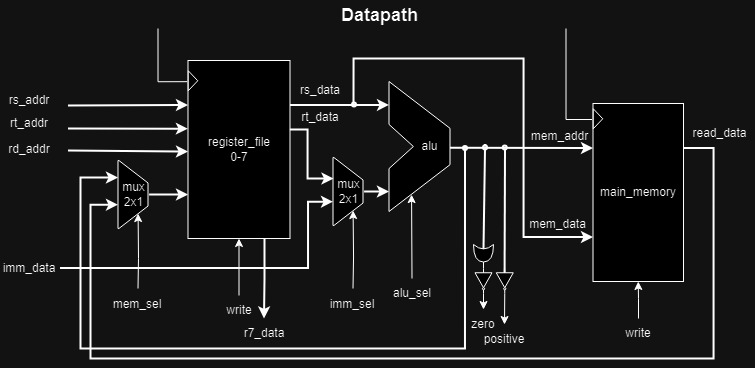 Datapath
rs_addr
rt_addr
rd_addr
register_file
0-7
rs_data
rt_data
alu
mem_addr
read_data
mux
2x1
mux
2x1
main_memory
mem_data
imm_data
mem_sel
write
r7_data
imm_sel
alu_sel
zero
positive
write